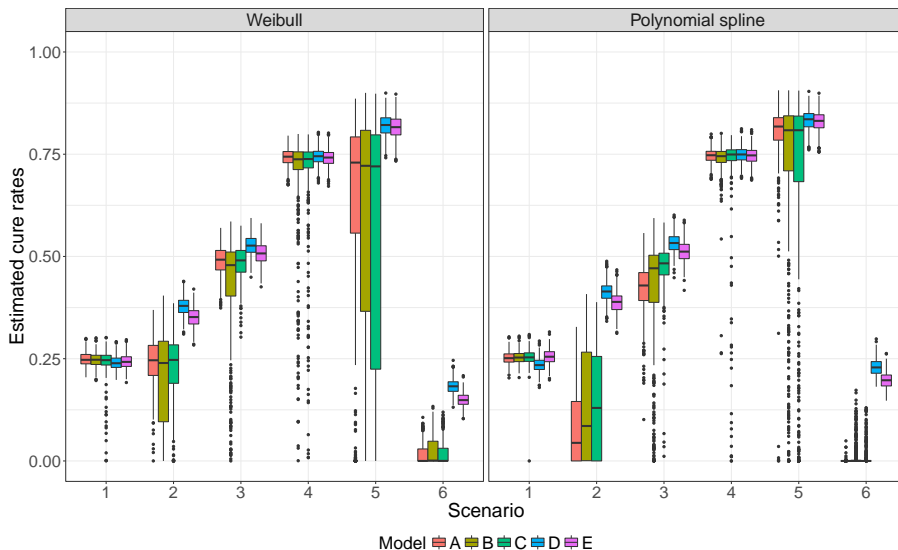 Weibull
Polynomial spline
Estimated cure rates
1.00
0.75
0.50
0.25
0.00
1 2 3 4 5 6
1 2 3 4 5 6
Scenario
Model A B C D E